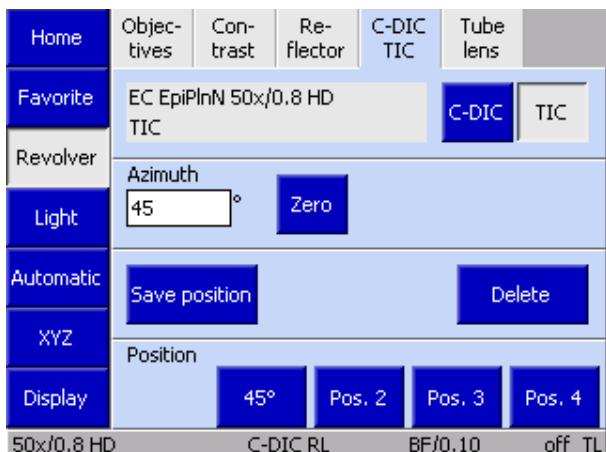 Home
Objec-
tives
Con-
trast
Re-
flector
C-DIC
TIC
Tube
lens
Favorite
EC EpiPlnN 50x/0.8 HD
TIC
C-DIC
TIC
Revolver
Azimuth
45 °
Zero
Light
Automatic
Save position
Delete
XYZ
Position
Display
45°
Pos. 2
Pos. 3
Pos. 4
50x/0.8 HD
C-DIC RL
BF/0.10
off TL